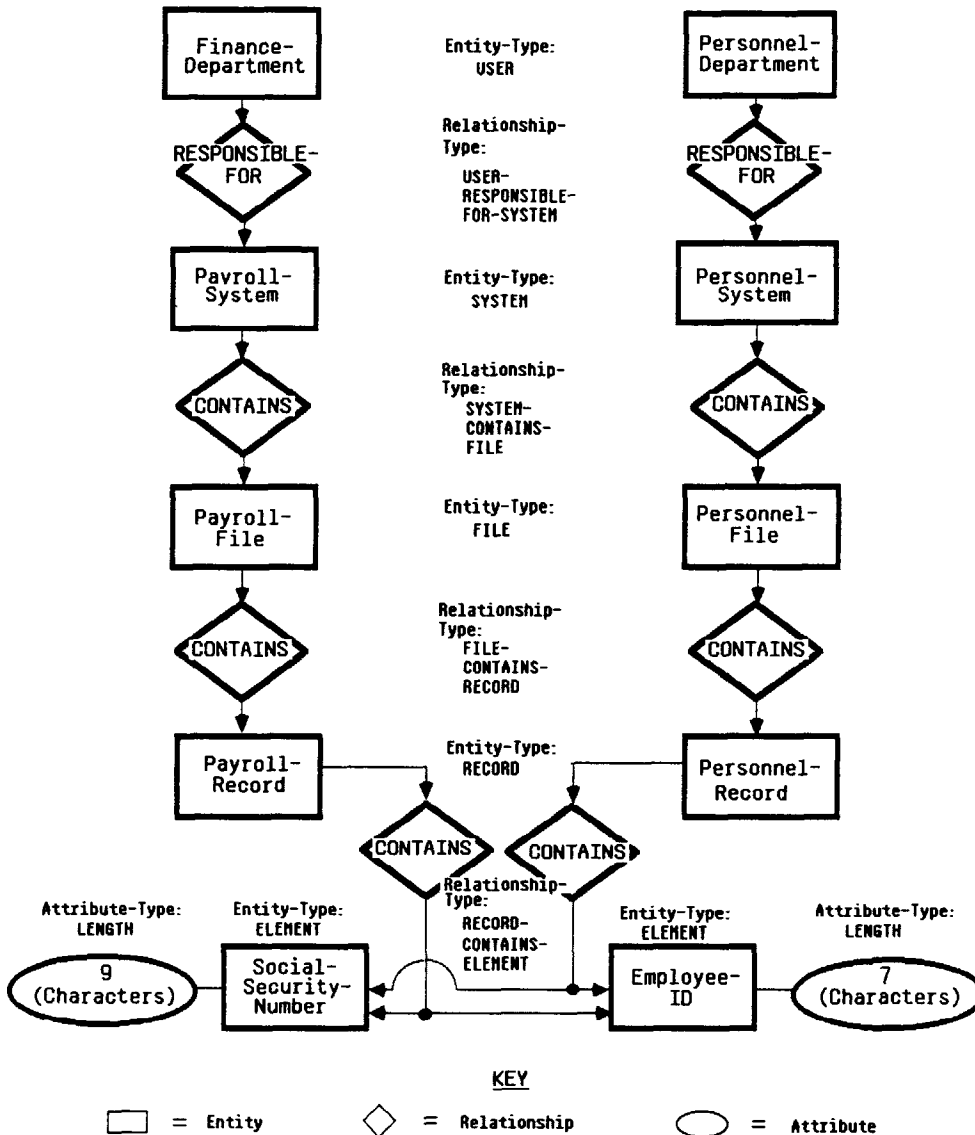 Finance-
Department
Entity-Type:
USER
Personnel-
Department
RESPONSIBLE-
FOR
Relationship-
Type:
USER-
RESPONSIBLE-
FOR-SYSTEM
RESPONSIBLE-
FOR
Payroll-
System
Entity-Type:
SYSTEM
Personnel-
System
CONTAINS
Relationship-
Type:
SYSTEM-
CONTAINS-
FILE
CONTAINS
Payroll-
File
Entity-Type:
FILE
Personnel-
File
CONTAINS
Relationship-
Type:
FILE-
CONTAINS-
RECORD
CONTAINS
Payroll-
Record
Entity-Type:
RECORD
Personnel-
Record
CONTAINS
CONTAINS
Relationship-
Type:
RECORD-
CONTAINS-
ELEMENT
Attribute-Type:
LENGTH
Entity-Type:
ELEMENT
Entity-Type:
ELEMENT
Attribute-Type:
LENGTH
9
(Characters)
Social-
Security-
Number
Employee-
ID
7
(Characters)
KEY
= Entity
= Relationship
= Attribute